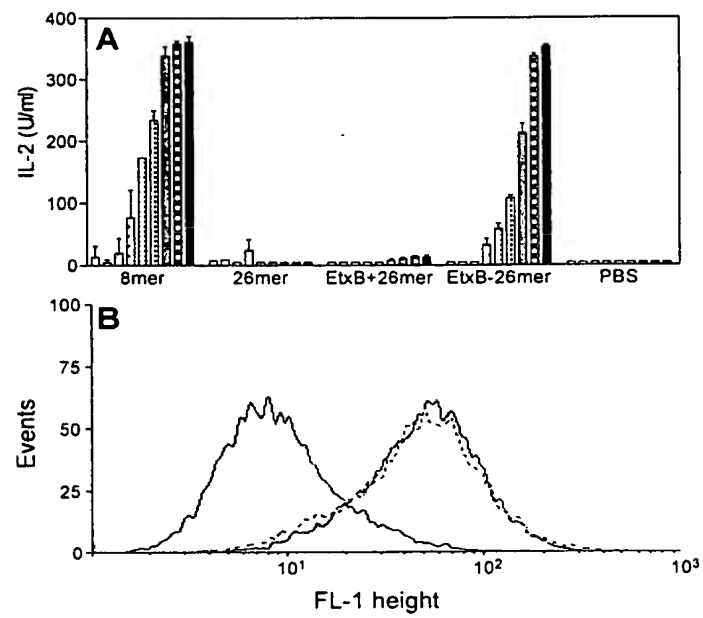 A
IL-2 (U/ml)
400
300
200
100
0
8mer 26mer EtxB+26mer EtxB-26mer PBS
B
Events
100
75
50
25
0
10¹ 10² 10³
FL-1 height